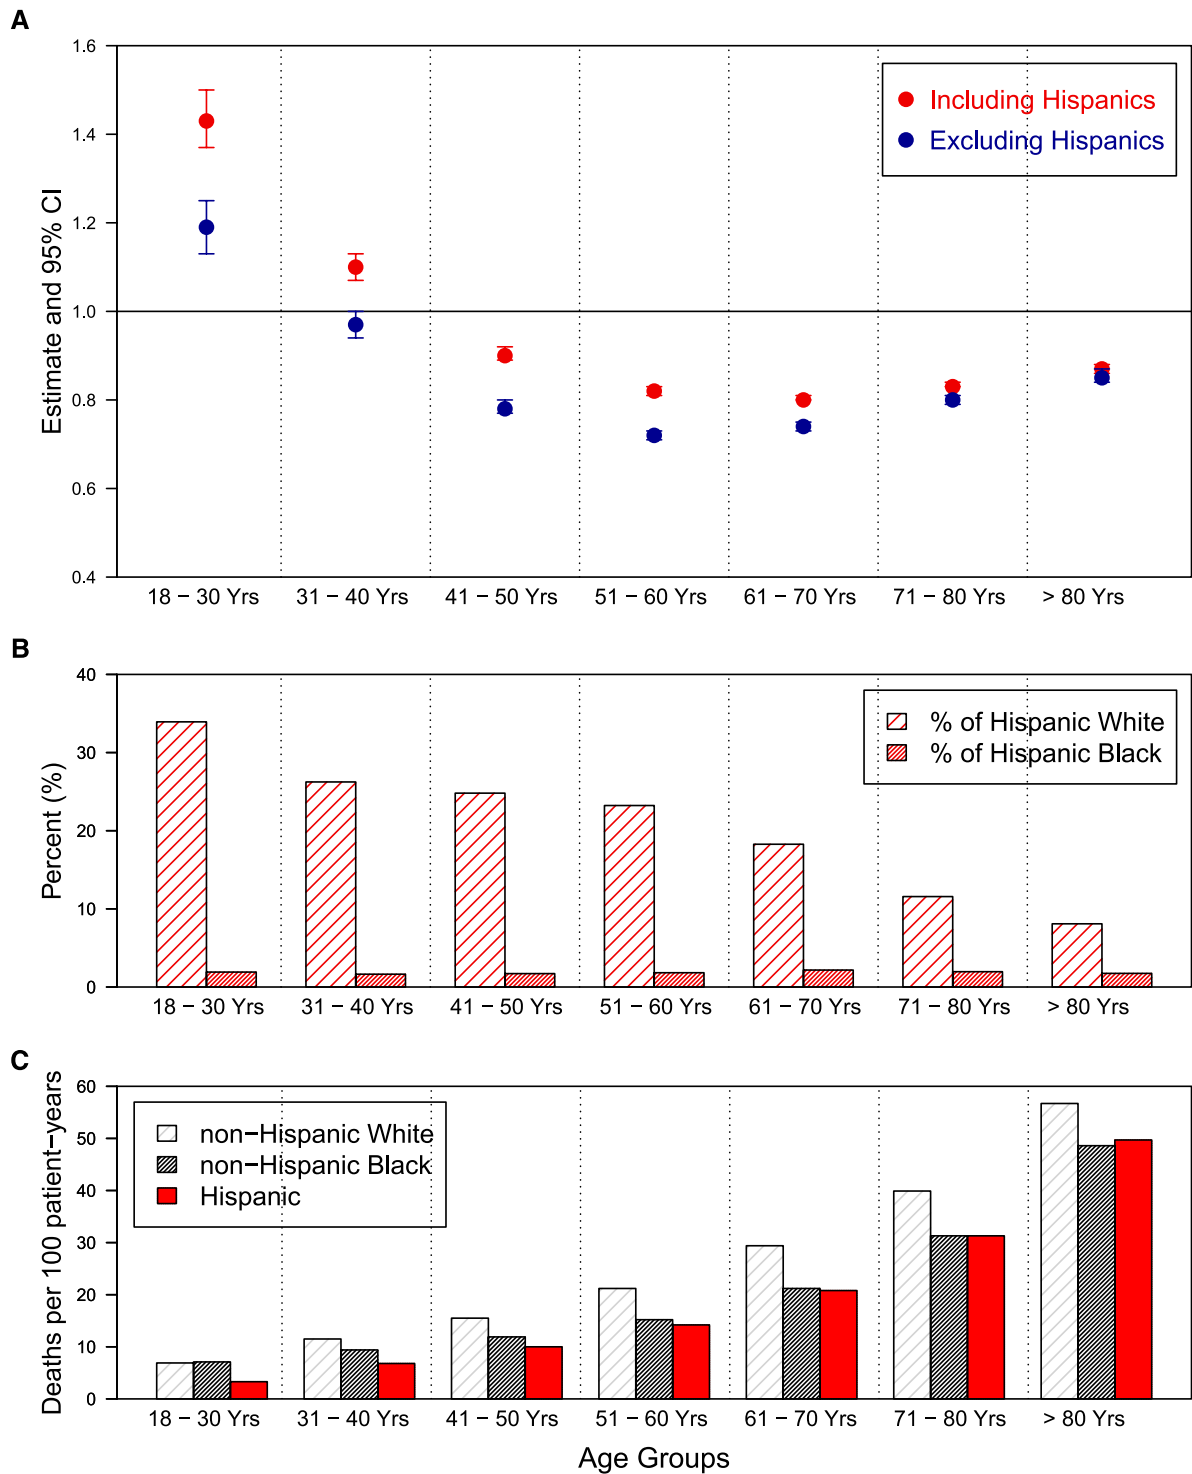 A
1.6
1.4
1.2
1.0
0.8
0.6
0.4
Estimate and 95% CI
Including Hispanics
Excluding Hispanics
18 − 30 Yrs
31 − 40 Yrs
41 − 50 Yrs
51 − 60 Yrs
61 − 70 Yrs
71 − 80 Yrs
> 80 Yrs
B
40
30
20
10
0
Percent (%)
% of Hispanic White
% of Hispanic Black
18 − 30 Yrs
31 − 40 Yrs
41 − 50 Yrs
51 − 60 Yrs
61 − 70 Yrs
71 − 80 Yrs
> 80 Yrs
C
60
50
40
30
20
10
0
Deaths per 100 patient−years
non−Hispanic White
non−Hispanic Black
Hispanic
18 − 30 Yrs
31 − 40 Yrs
41 − 50 Yrs
51 − 60 Yrs
61 − 70 Yrs
71 − 80 Yrs
> 80 Yrs
Age Groups